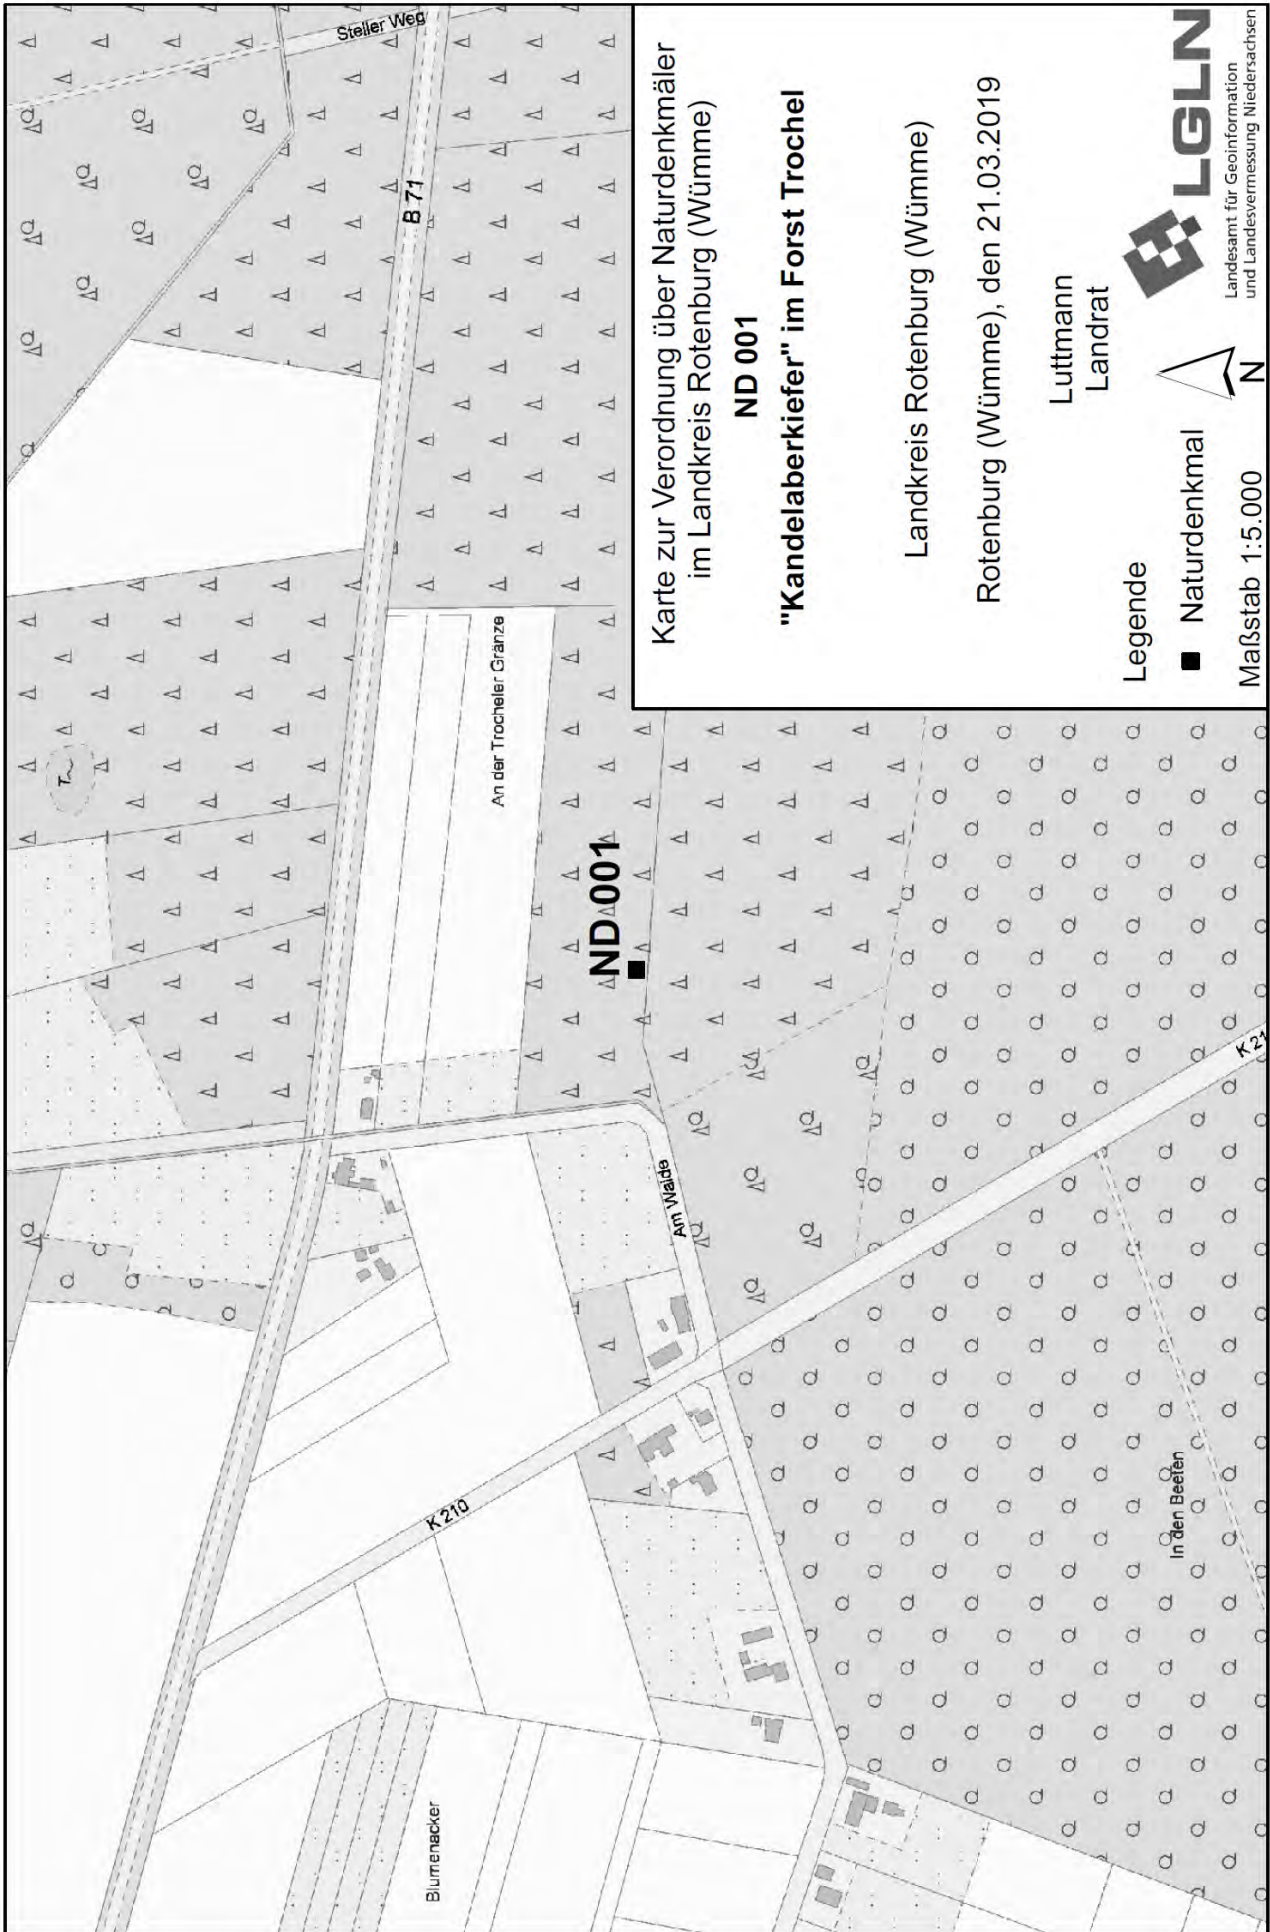 Karte zur Verordnung über Naturdenkmäler
im Landkreis Rotenburg (Wümme)
ND 001
"Kandelaberkiefer" im Forst Trochel
Landkreis Rotenburg (Wümme)
Rotenburg (Wümme), den 21.03.2019
Luttmann
Landrat
Legende
Naturdenkmal
Maßstab 1:5.000
N
LGLN
Landesamt für Geoinformation
und Landesvermessung Niedersachsen
Steller Weg
B 71
An der Trocheler Gränze
ND 001
Am Walde
K 210
K 21
In den Beeten
Blumenacker